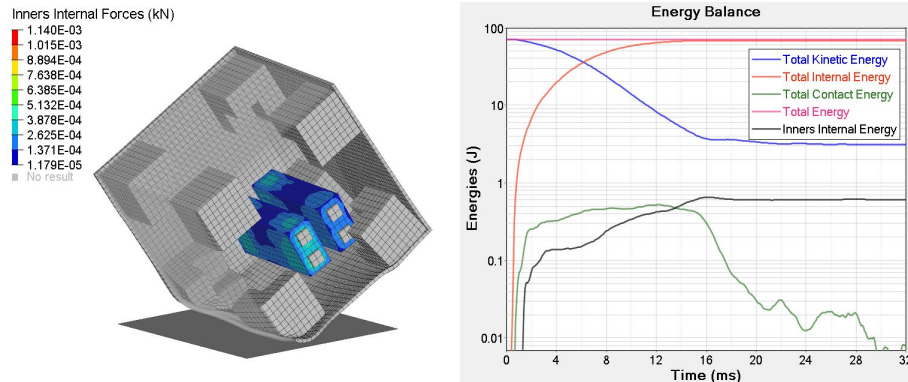 Inners Internal Forces (kN)
1.140E-03
1.015E-03
8.894E-04
7.638E-04
6.385E-04
5.132E-04
3.878E-04
2.625E-04
1.371E-04
1.179E-05
No result
Energy Balance
Energies (J)
100
10
1
0.1
0.01
Total Kinetic Energy
Total Internal Energy
Total Contact Energy
Total Energy
Inners Internal Energy
0 4 8 12 16 20 24 28 32
Time (ms)